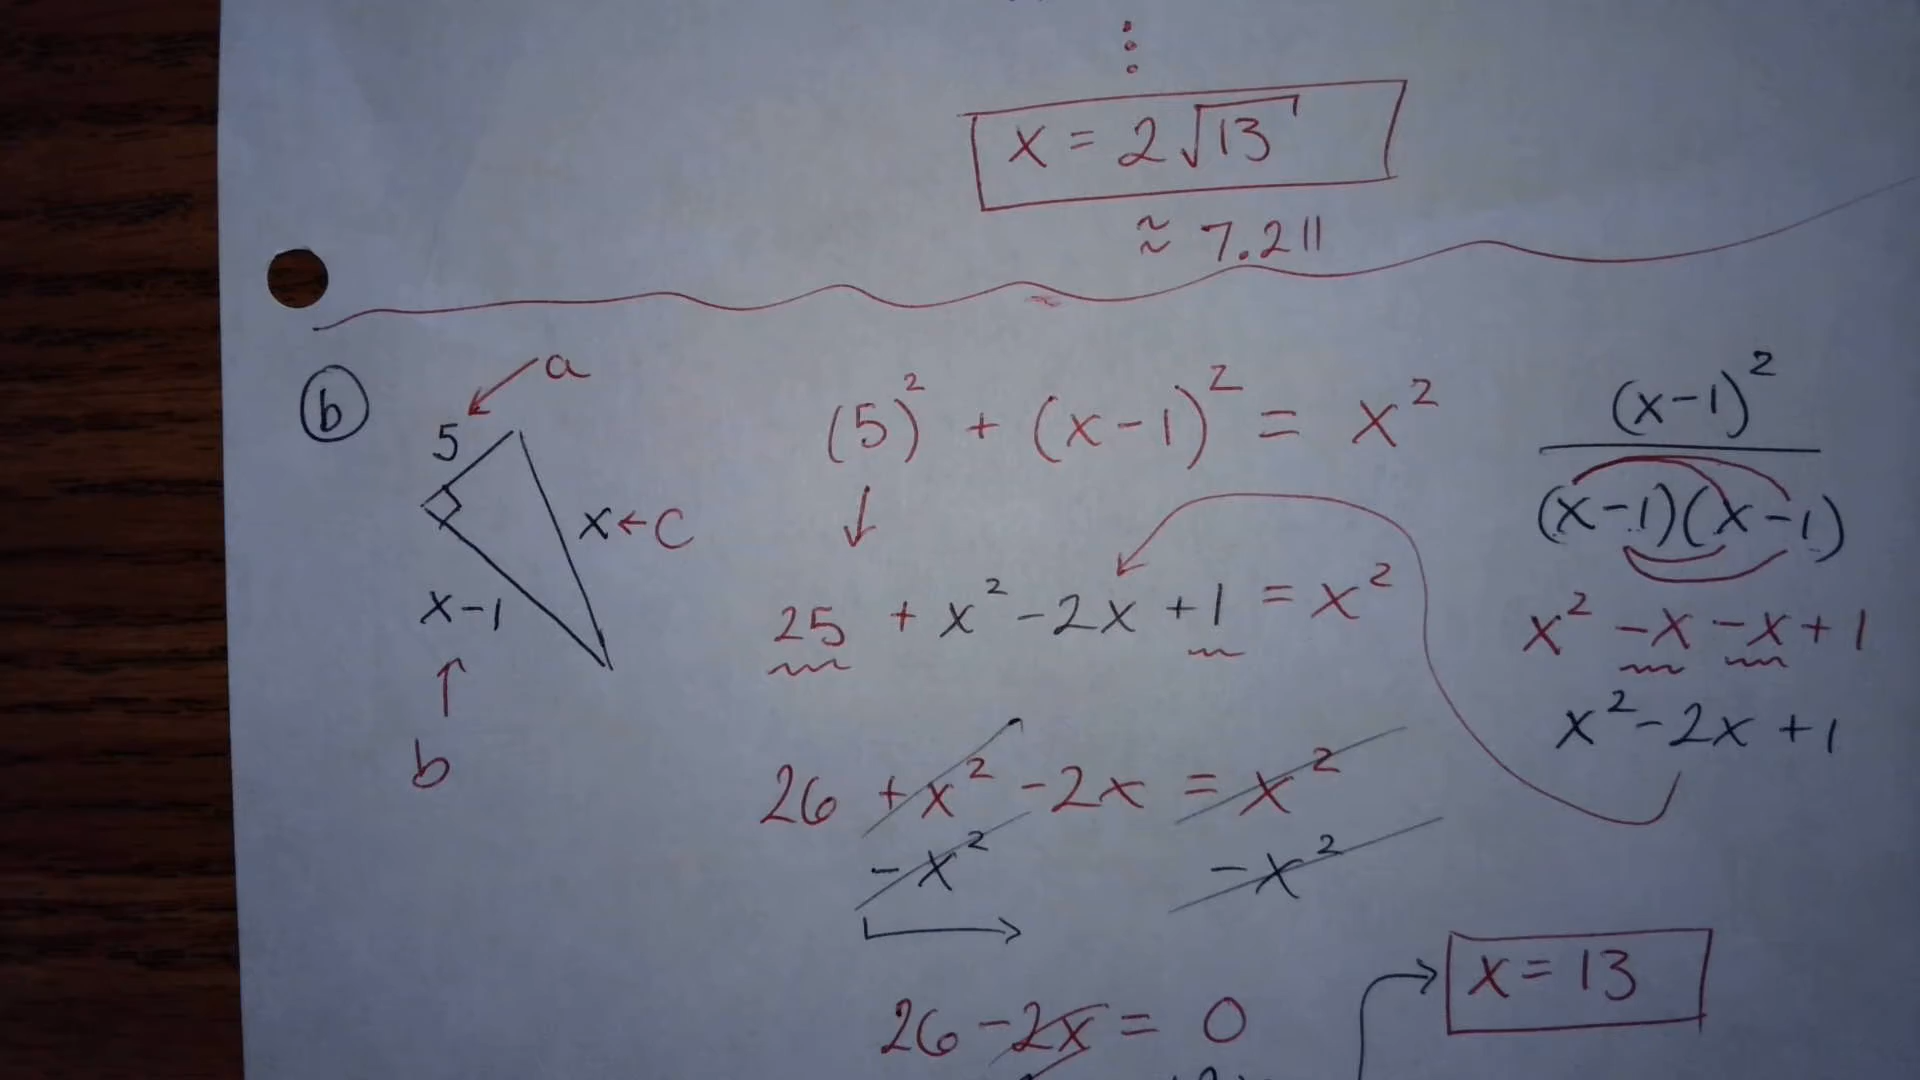 x = 2√13
≈ 7.211
b
a
5
x ← c
x-1
b
(5)² + (x-1)² = x²
25 + x² - 2x + 1 = x²
26 + x² - 2x = x²
- x² - x²
26 - 2x = 0
(x-1)²
(x-1)(x-1)
x² - x - x + 1
x² - 2x + 1
x = 13